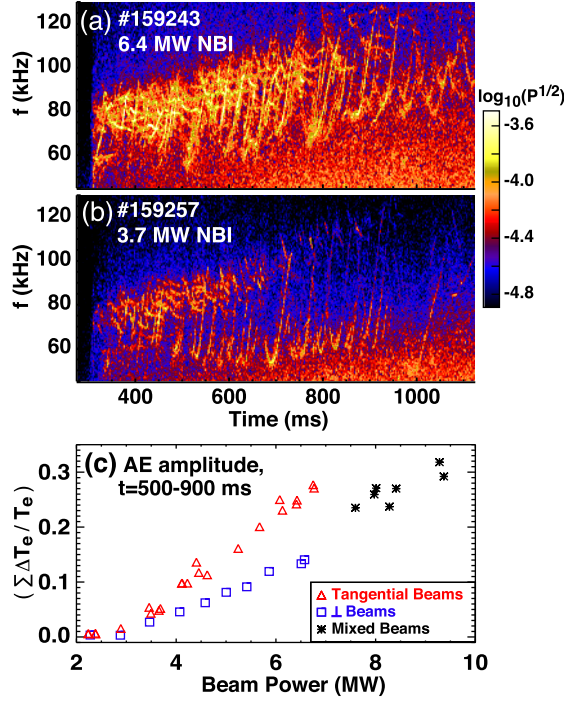 (a) #159243
6.4 MW NBI
f (kHz)
120
100
80
60
log₁₀(P^1/2)
-3.6
-4.0
-4.4
-4.8
(b) #159257
3.7 MW NBI
f (kHz)
120
100
80
60
400 600 800 1000
Time (ms)
(c) AE amplitude,
t=500-900 ms
⟨ ∑ ΔTₑ / Tₑ ⟩
0.3
0.2
0.1
0.0
Tangential Beams
⊥ Beams
Mixed Beams
2 4 6 8 10
Beam Power (MW)